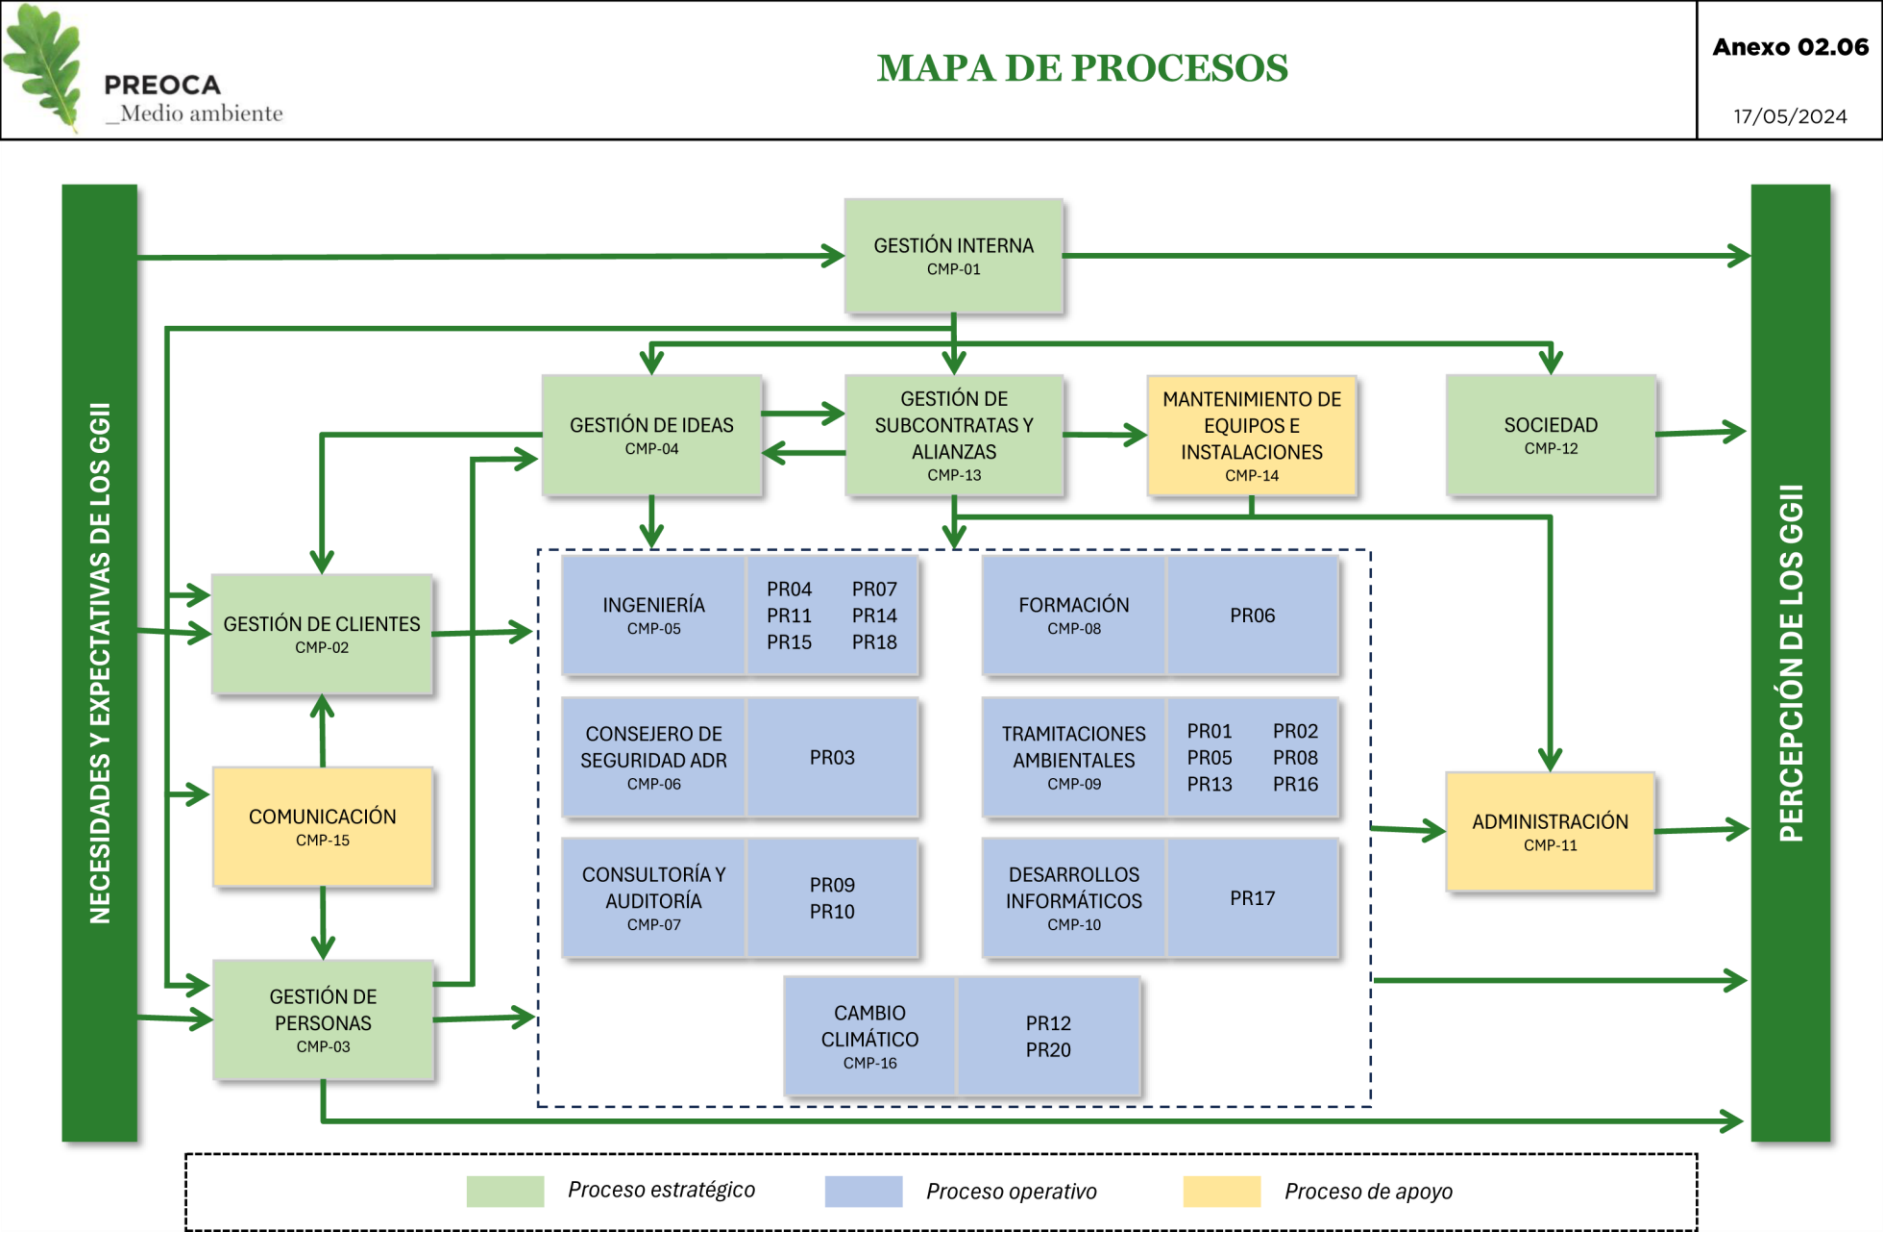 PREOCA
_Medio ambiente
MAPA DE PROCESOS
Anexo 02.06
17/05/2024
NECESIDADES Y EXPECTATIVAS DE LOS GGII
GESTIÓN INTERNA
CMP-01
GESTIÓN DE IDEAS
CMP-04
GESTIÓN DE
SUBCONTRATAS Y
ALIANZAS
CMP-13
MANTENIMIENTO DE
EQUIPOS E
INSTALACIONES
CMP-14
SOCIEDAD
CMP-12
GESTIÓN DE CLIENTES
CMP-02
COMUNICACIÓN
CMP-15
GESTIÓN DE
PERSONAS
CMP-03
INGENIERÍA
CMP-05
PR04 PR07
PR11 PR14
PR15 PR18
FORMACIÓN
CMP-08
PR06
CONSEJERO DE
SEGURIDAD ADR
CMP-06
PR03
TRAMITACIONES
AMBIENTALES
CMP-09
PR01 PR02
PR05 PR08
PR13 PR16
CONSULTORÍA Y
AUDITORÍA
CMP-07
PR09
PR10
DESARROLLOS
INFORMÁTICOS
CMP-10
PR17
CAMBIO
CLIMÁTICO
CMP-16
PR12
PR20
ADMINISTRACIÓN
CMP-11
PERCEPCIÓN DE LOS GGII
Proceso estratégico
Proceso operativo
Proceso de apoyo